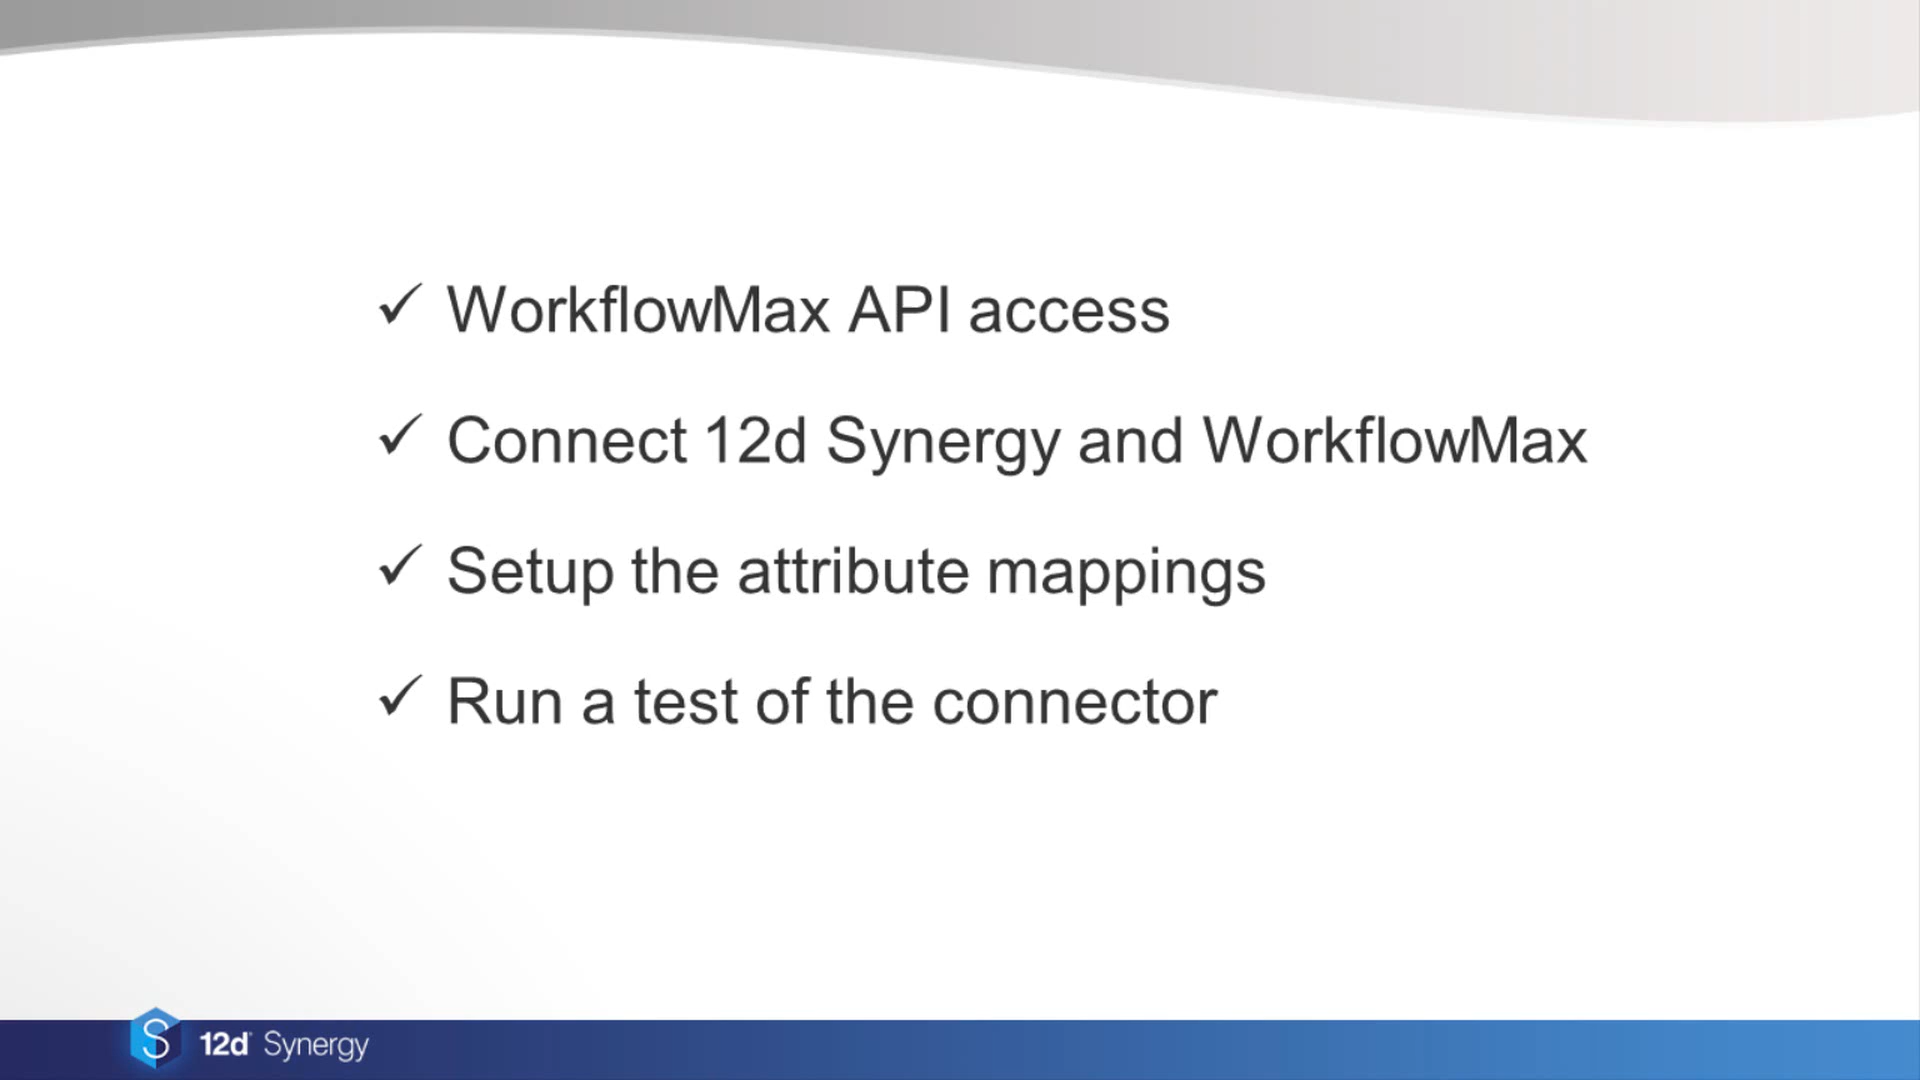 ✓ WorkflowMax API access
✓ Connect 12d Synergy and WorkflowMax
✓ Setup the attribute mappings
✓ Run a test of the connector
S 12d Synergy